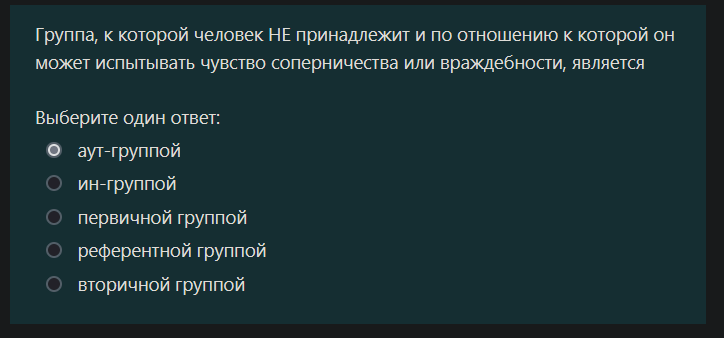 Группа, к которой человек НЕ принадлежит и по отношению к которой он
может испытывать чувство соперничества или враждебности, является
Выберите один ответ:
аут-группой
ин-группой
первичной группой
референтной группой
вторичной группой